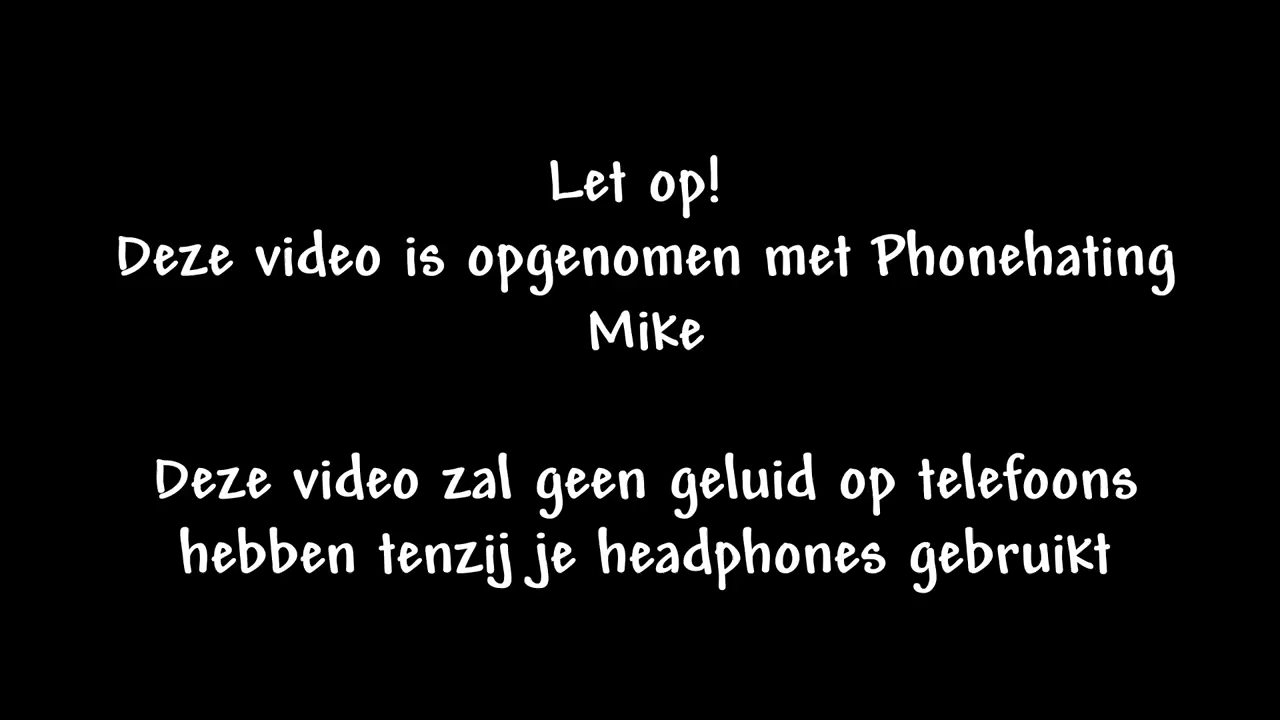 Let op!
Deze video is opgenomen met Phonehating
Mike
Deze video zal geen geluid op telefoons
hebben tenzij je headphones gebruikt